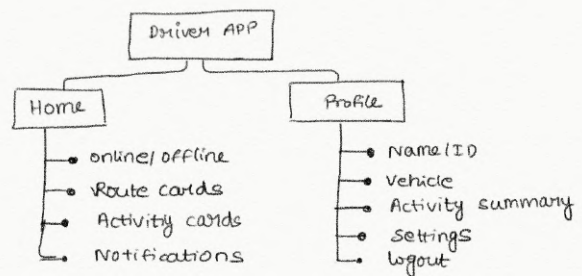 Driver APP
Home
online/offline
Route cards
Activity cards
Notifications
Profile
Name/ID
Vehicle
Activity summary
Settings
logout